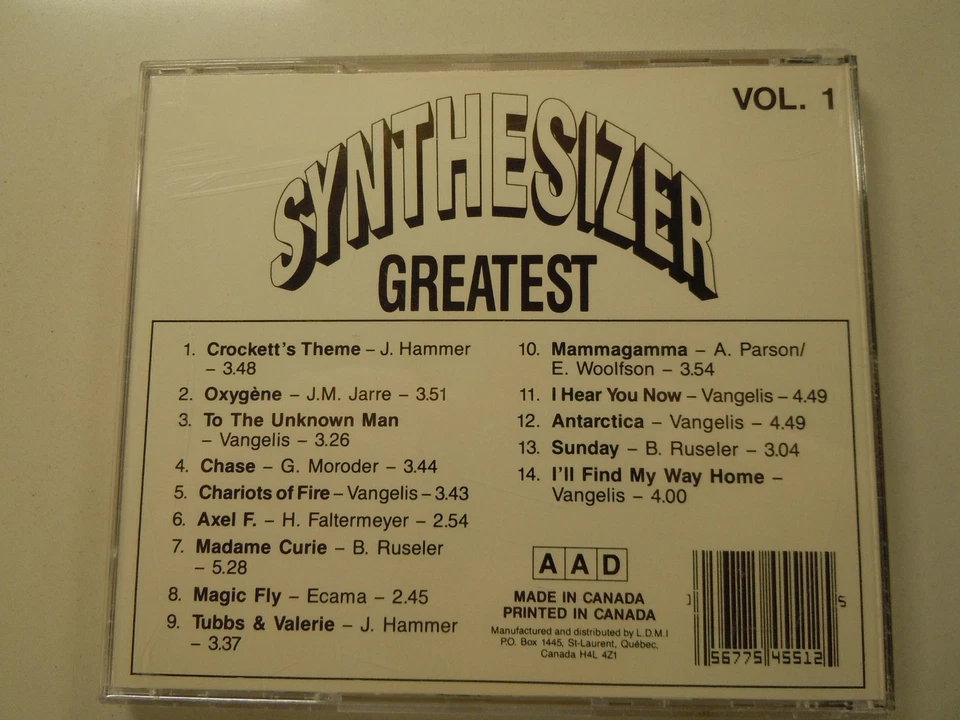 VOL. 1
SYNTHESIZER
GREATEST
1. Crockett's Theme – J. Hammer
– 3.48
2. Oxygène – J.M. Jarre – 3.51
3. To The Unknown Man
– Vangelis – 3.26
4. Chase – G. Moroder – 3.44
5. Chariots of Fire – Vangelis – 3.43
6. Axel F. – H. Faltermeyer – 2.54
7. Madame Curie – B. Ruseler
– 5.28
8. Magic Fly – Ecama – 2.45
9. Tubbs & Valerie – J. Hammer
– 3.37
10. Mammagamma – A. Parson/
E. Woolfson – 3.54
11. I Hear You Now – Vangelis – 4.49
12. Antarctica – Vangelis – 4.49
13. Sunday – B. Ruseler – 3.04
14. I'll Find My Way Home –
Vangelis – 4.00
AAD
MADE IN CANADA
PRINTED IN CANADA
Manufactured and distributed by L.D.M.I
P.O. Box 1445, St-Laurent, Québec,
Canada H4L 4Z1
56775 45512 5